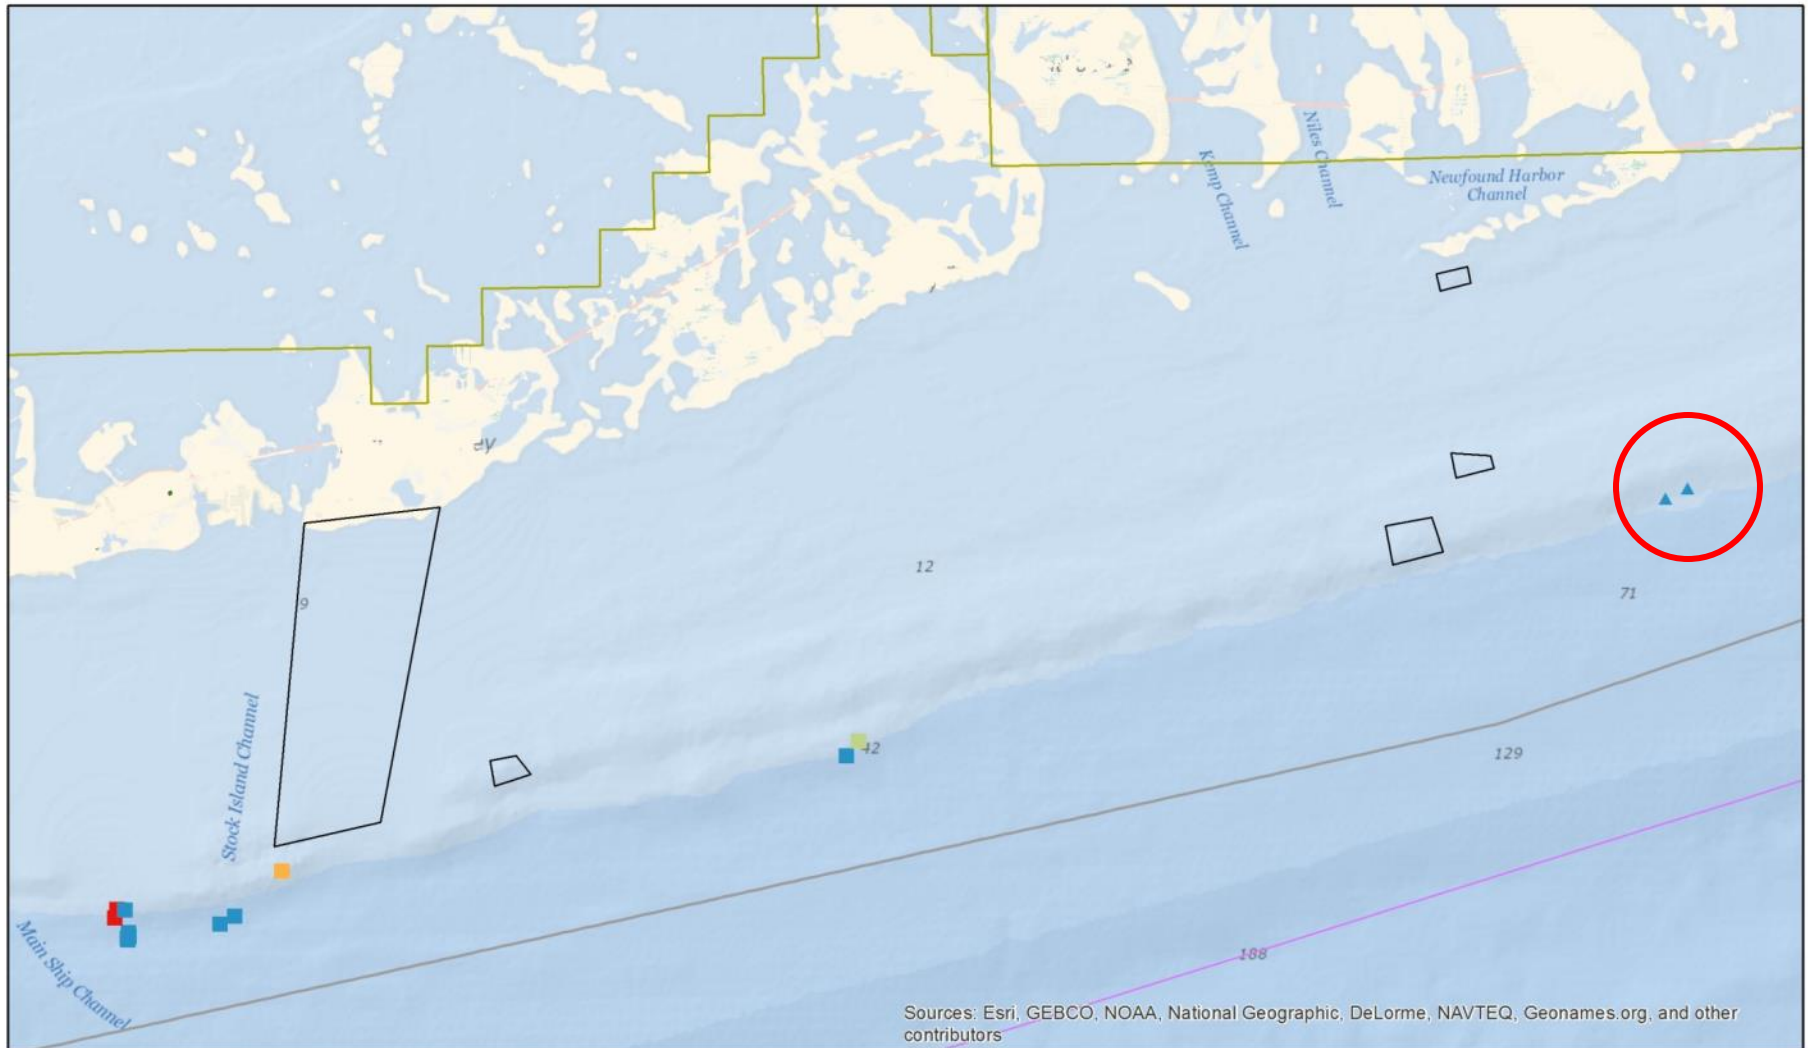 Kemp Channel
Niles Channel
Newfound Harbor
Channel
12
9
71
Stock Island Channel
42
129
Main Ship Channel
188
Sources: Esri, GEBCO, NOAA, National Geographic, DeLorme, NAVTEQ, Geonames.org, and other
contributors